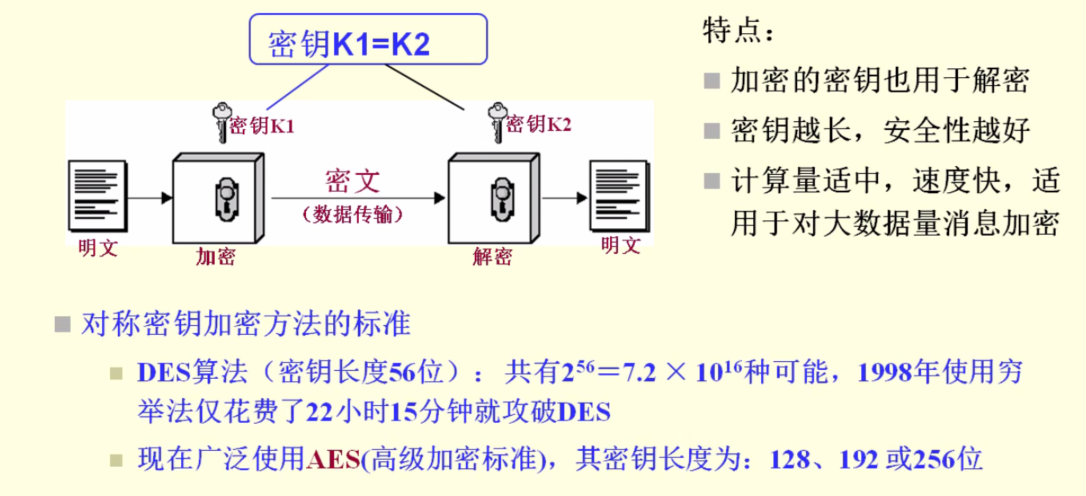 密钥K1=K2
密钥K1
密钥K2
密文
(数据传输)
明文
加密
解密
明文
特点：
加密的密钥也用于解密
密钥越长，安全性越好
计算量适中，速度快，适
用于对大数据量消息加密
对称密钥加密方法的标准
DES算法（密钥长度56位）：共有2⁵⁶＝7.2 × 10¹⁶种可能，1998年使用穷
举法仅花费了22小时15分钟就攻破DES
现在广泛使用AES(高级加密标准)，其密钥长度为：128、192 或256位